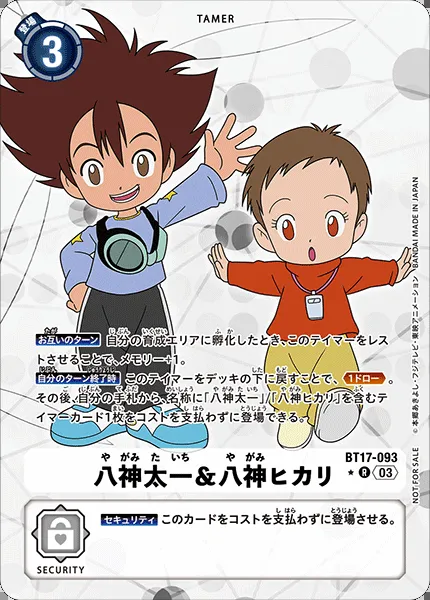 TAMER
登場
3
お互いのターン 自分の育成エリアに孵化したとき、このテイマーをレス
トさせることで、メモリー+1。
自分のターン終了時 このテイマーをデッキの下に戻すことで、《1ドロー》。
その後、自分の手札から、名称に「八神太一」/「八神ヒカリ」を含むテ
イマーカード1枚をコストを支払わずに登場できる。
八神太一&八神ヒカリ
やがみたいち やがみ
BT17-093
R 03
セキュリティ このカードをコストを支払わずに登場させる。
SECURITY
©本郷あきよし・フジテレビ・東映アニメーション BANDAI MADE IN JAPAN
NOT FOR SALE